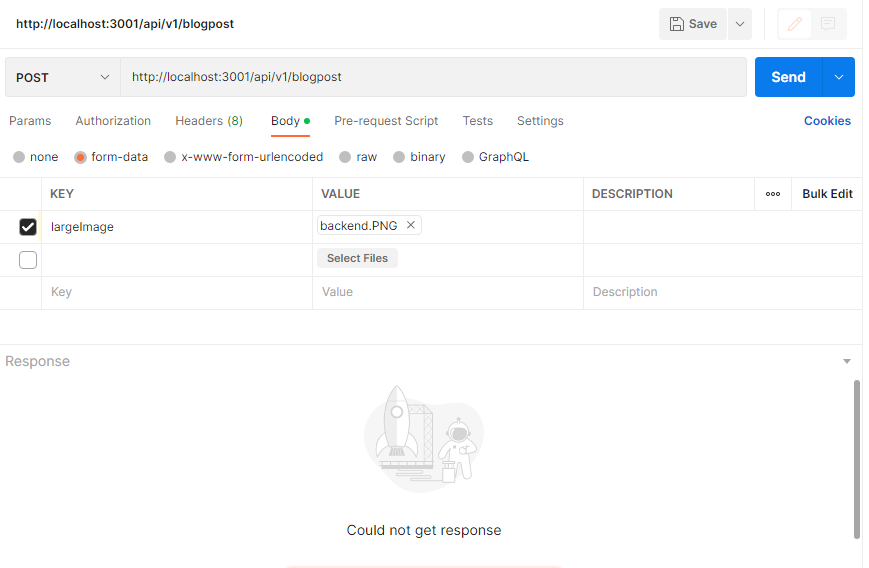 http://localhost:3001/api/v1/blogpost Save
POST http://localhost:3001/api/v1/blogpost Send
Params Authorization Headers (8) Body Pre-request Script Tests Settings Cookies
none form-data x-www-form-urlencoded raw binary GraphQL
KEY VALUE DESCRIPTION ooo Bulk Edit
largeImage backend.PNG ×
Select Files
Key Value Description
Response
Could not get response